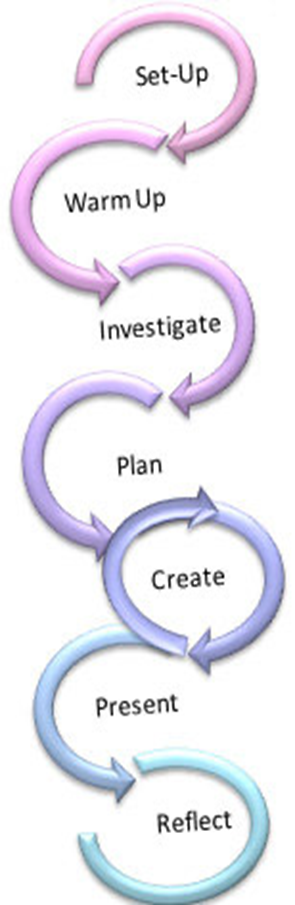 Set-Up
Warm Up
Investigate
Plan
Create
Present
Reflect